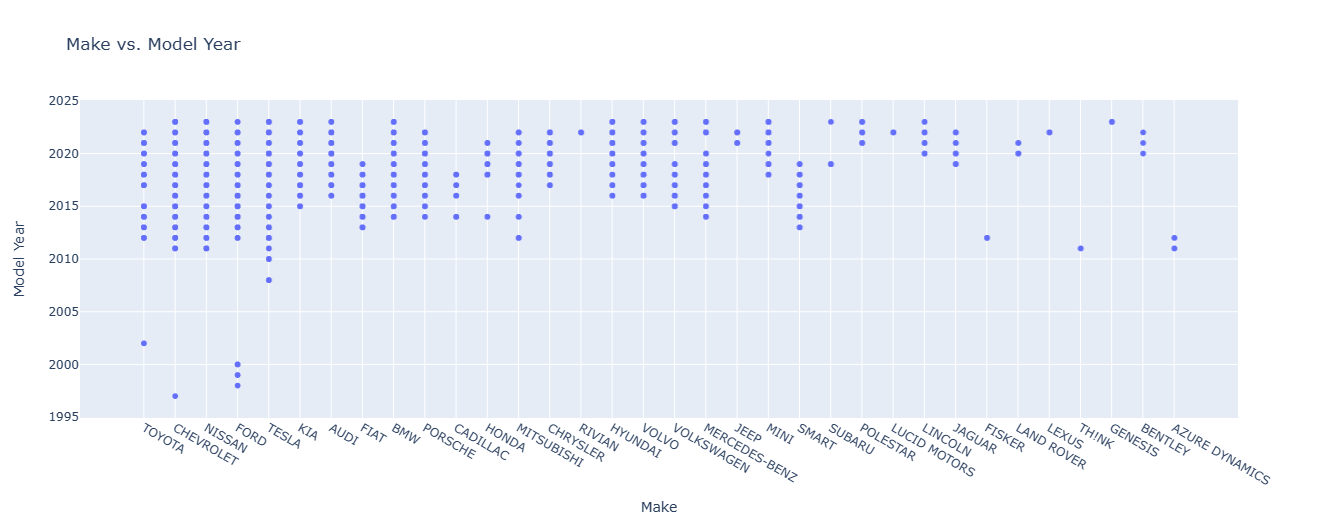 Make vs. Model Year
Model Year
2025
2020
2015
2010
2005
2000
1995
TOYOTA
CHEVROLET
NISSAN
FORD
TESLA
KIA
AUDI
FIAT
BMW
PORSCHE
CADILLAC
HONDA
MITSUBISHI
CHRYSLER
RIVIAN
HYUNDAI
VOLVO
VOLKSWAGEN
MERCEDES-BENZ
JEEP
MINI
SMART
SUBARU
POLESTAR
LUCID MOTORS
LINCOLN
JAGUAR
FISKER
LAND ROVER
LEXUS
TH!NK
GENESIS
BENTLEY
AZURE DYNAMICS
Make